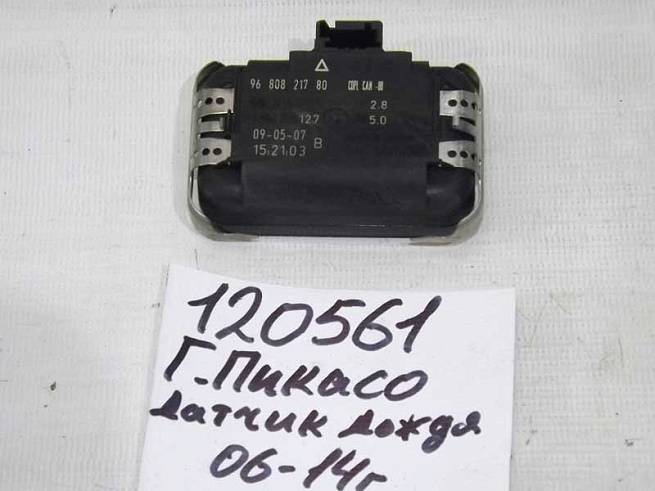 96 808 217 80 COPL CAN -00
2.8
127 5.0
09-05-07
15:21:03 B
120561
Г.Пикасо
датчик дождя
06-14г